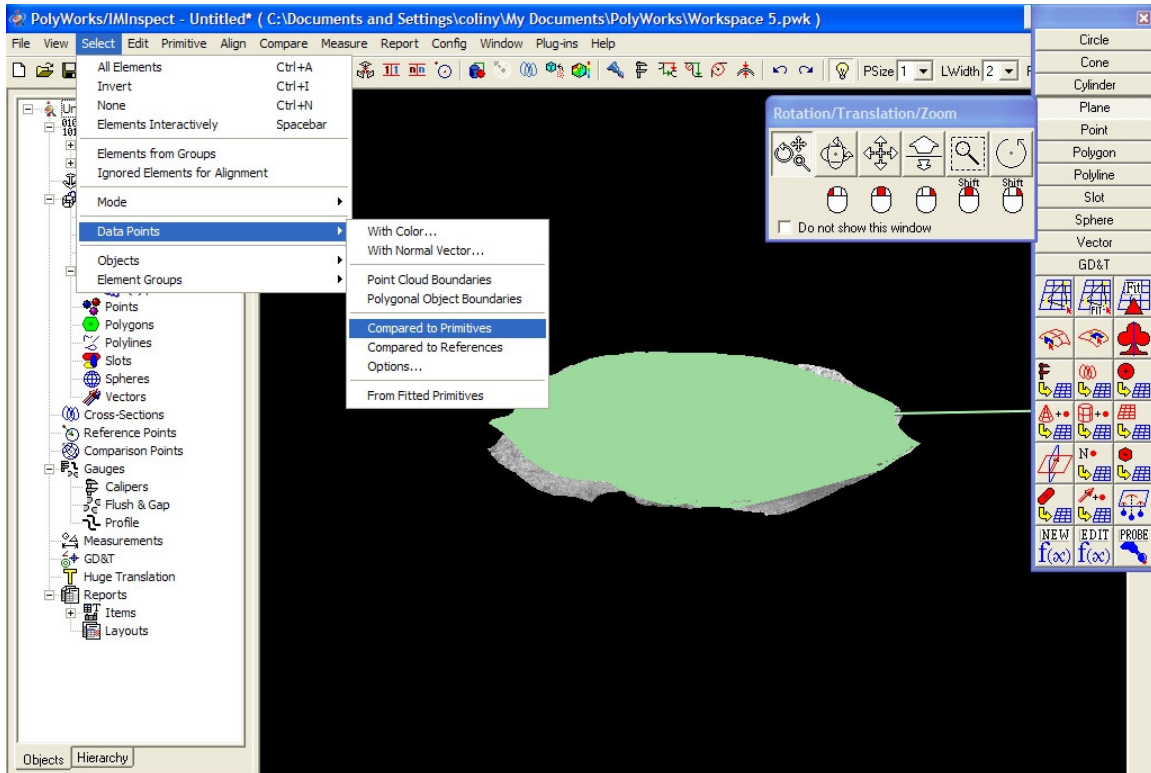 PolyWorks/IMInspect - Untitled* ( C:\Documents and Settings\coliny\My Documents\PolyWorks\Workspace 5.pwk )
File View Select Edit Primitive Align Compare Measure Report Config Window Plug-ins Help
PSize 1 LWidth 2
All Elements Ctrl+A
Invert Ctrl+I
None Ctrl+N
Elements Interactively Spacebar
Elements from Groups
Ignored Elements for Alignment
Mode
Data Points
Objects
Element Groups
With Color...
With Normal Vector...
Point Cloud Boundaries
Polygonal Object Boundaries
Compared to Primitives
Compared to References
Options...
From Fitted Primitives
Points
Polygons
Polylines
Slots
Spheres
Vectors
Cross-Sections
Reference Points
Comparison Points
Gauges
Calipers
Flush & Gap
Profile
Measurements
GD&T
Huge Translation
Reports
Items
Layouts
Objects Hierarchy
Rotation/Translation/Zoom
Shift Shift
Do not show this window
Circle
Cone
Cylinder
Plane
Point
Polygon
Polyline
Slot
Sphere
Vector
GD&T
FIT Fit
N
NEW EDIT PROBE
f(x) f(x)